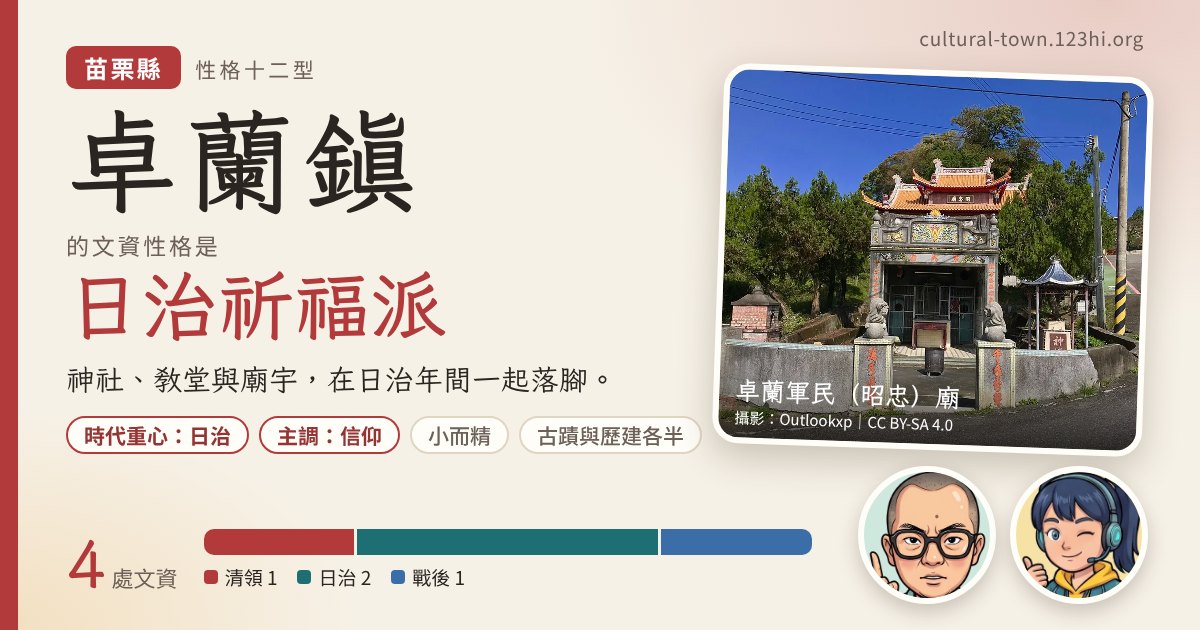 cultural-town.123hi.org
苗栗縣 性格十二型
卓蘭鎮
的文資性格是
日治祈福派
神社、教堂與廟宇，在日治年間一起落腳。
時代重心：日治 主調：信仰 小而精 古蹟與歷建各半
神
卓蘭軍民（昭忠）廟
攝影：Outlookxp｜CC BY-SA 4.0
4 處文資
清領 1 日治 2 戰後 1